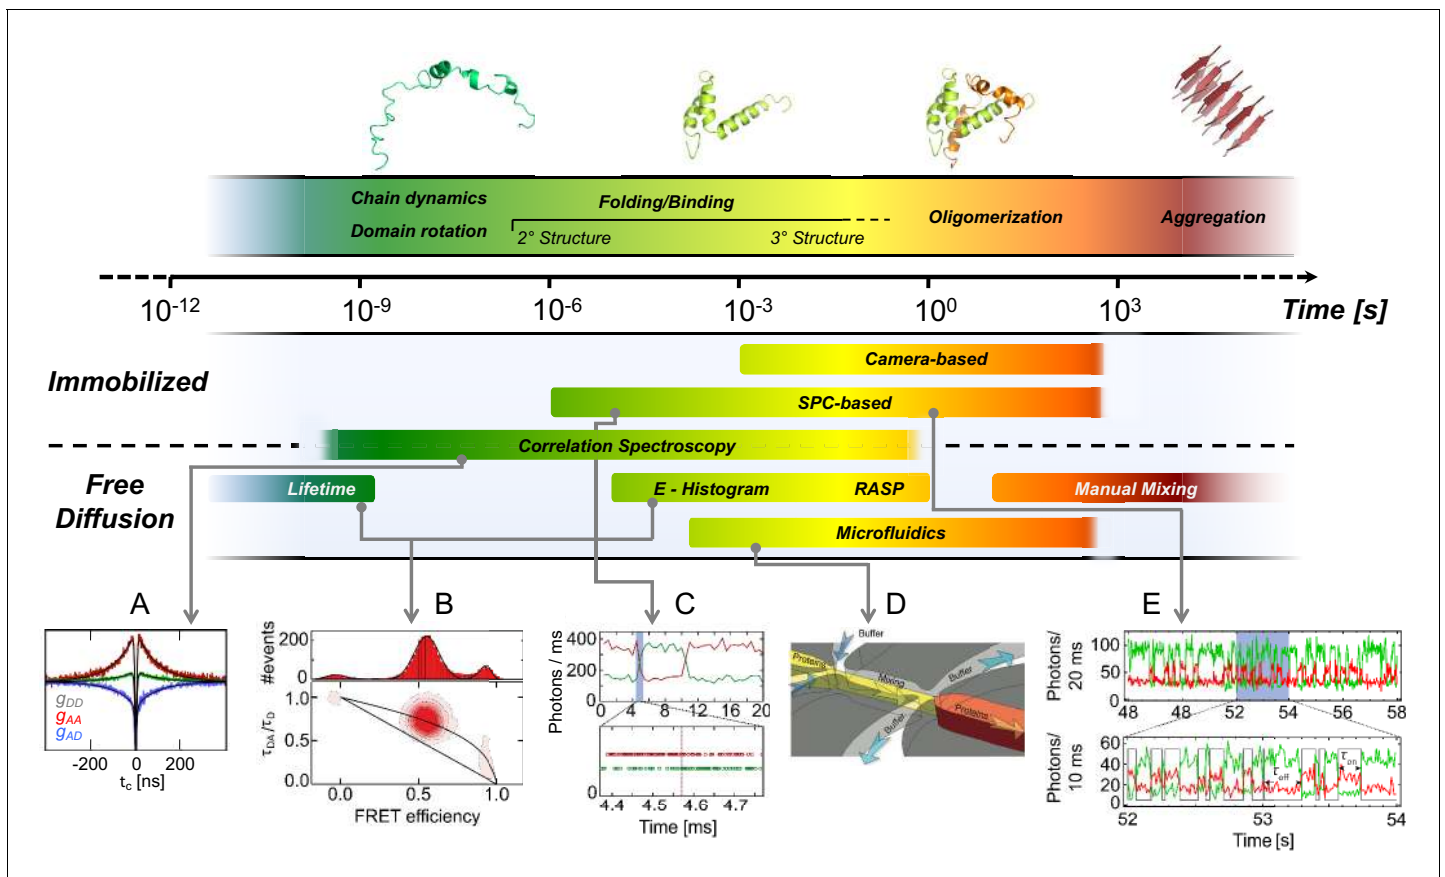 Chain dynamics
Domain rotation
Folding/Binding
2° Structure
3° Structure
Oligomerization
Aggregation
10-12
10-9
10-6
10-3
100
103
Time [s]
Immobilized
Camera-based
SPC-based
Correlation Spectroscopy
Free
Diffusion
Lifetime
E - Histogram
RASP
Manual Mixing
Microfluidics
A
B
C
D
E
gDD
gAA
gAD
-200
0
200
tc [ns]
#events
200
0
τDA/τD
1.0
0.5
0.0
0.0
0.5
1.0
FRET efficiency
Photons / ms
400
200
0
0
4
8
12
16
20
0
4.4
4.5
4.6
4.7
Time [ms]
Buffer
Proteins
Mixing
Buffer
Buffer
Proteins
Photons/
20 ms
100
50
0
48
48
52
54
56
58
Photons/
10 ms
60
40
20
0
τoff
τon
52
53
54
Time [s]